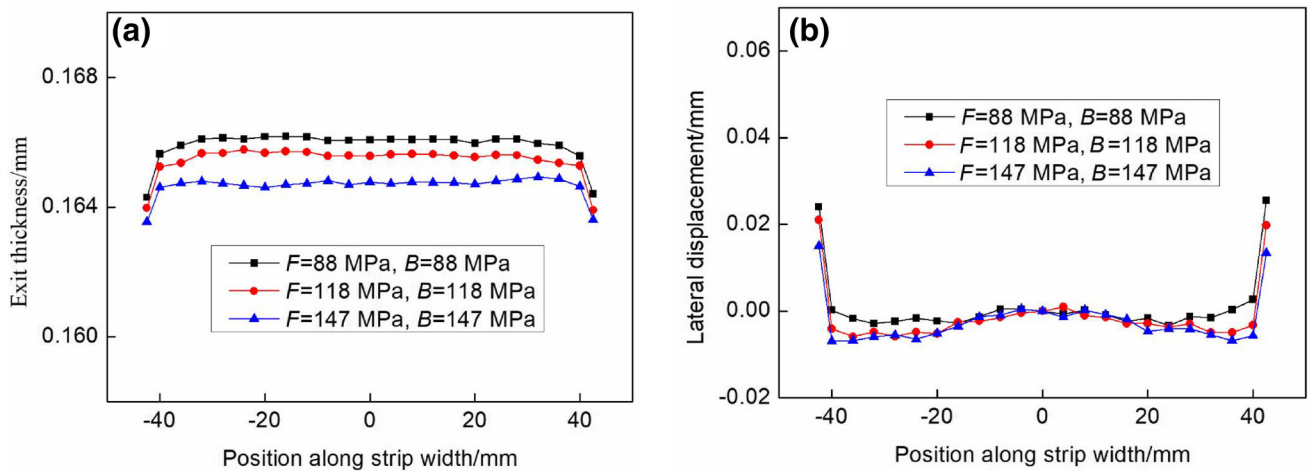 (a)
0.168
0.164
0.160
Exit thickness/mm
F=88 MPa, B=88 MPa
F=118 MPa, B=118 MPa
F=147 MPa, B=147 MPa
-40 -20 0 20 40
Position along strip width/mm
(b)
0.06
0.04
0.02
0.00
-0.02
Lateral displacement/mm
F=88 MPa, B=88 MPa
F=118 MPa, B=118 MPa
F=147 MPa, B=147 MPa
-40 -20 0 20 40
Position along strip width/mm